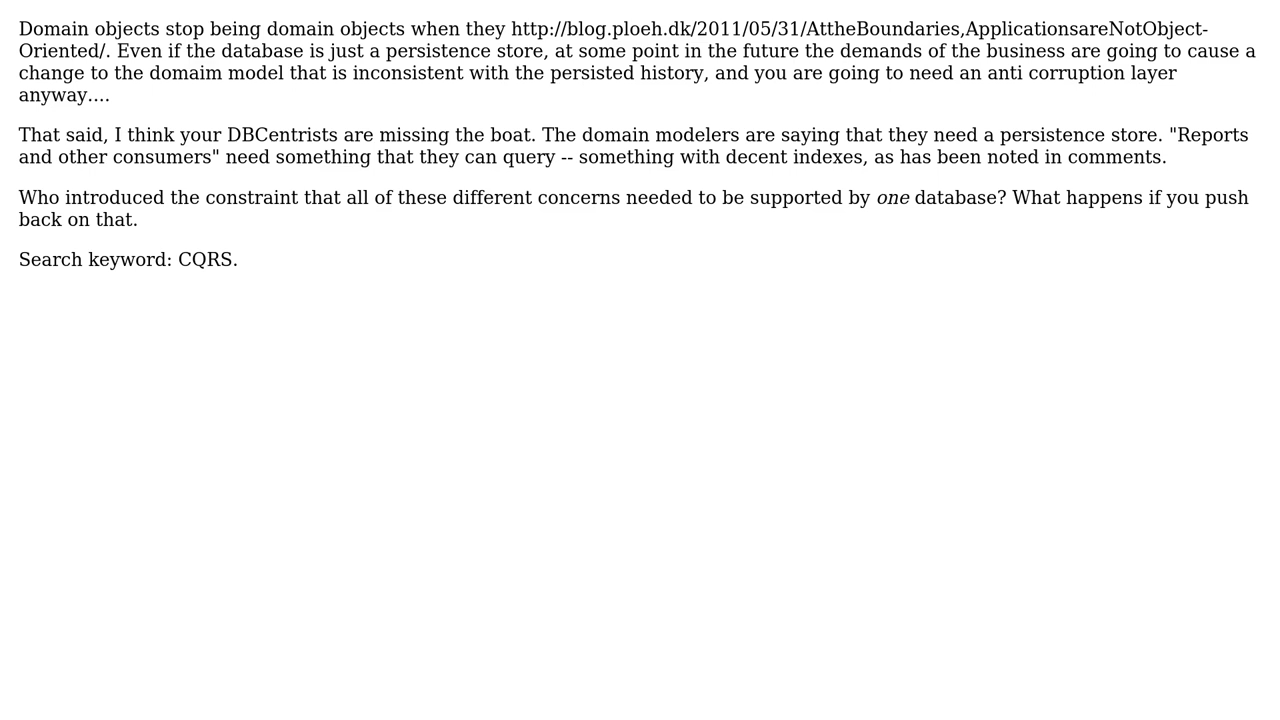 Domain objects stop being domain objects when they http://blog.ploeh.dk/2011/05/31/AttheBoundaries,ApplicationsareNotObject-
Oriented/. Even if the database is just a persistence store, at some point in the future the demands of the business are going to cause a
change to the domaim model that is inconsistent with the persisted history, and you are going to need an anti corruption layer
anyway....
That said, I think your DBCentrists are missing the boat. The domain modelers are saying that they need a persistence store. "Reports
and other consumers" need something that they can query -- something with decent indexes, as has been noted in comments.
Who introduced the constraint that all of these different concerns needed to be supported by one database? What happens if you push
back on that.
Search keyword: CQRS.